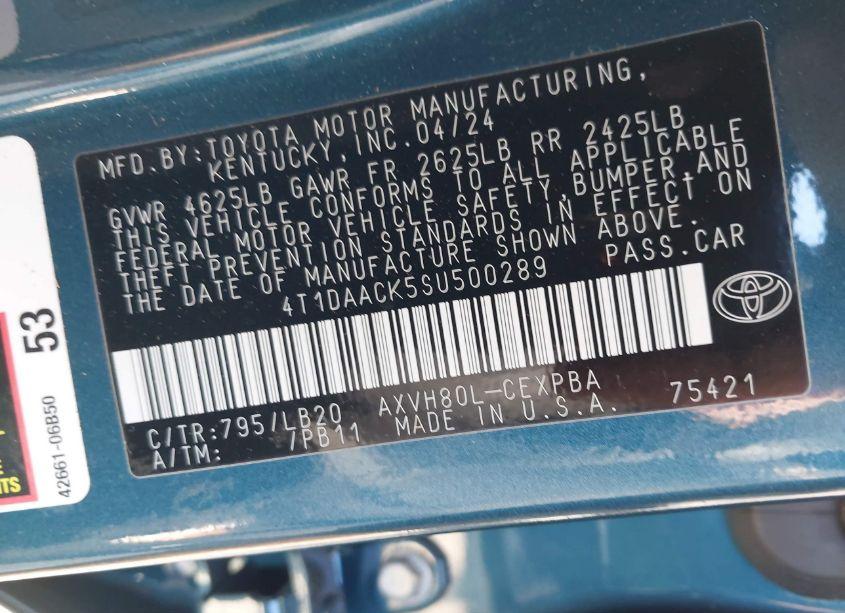 MFD.BY:TOYOTA MOTOR MANUFACTURING,
KENTUCKY,INC.04/24
GVWR 4625LB GAWR FR 2625LB RR 2425LB
THIS VEHICLE CONFORMS TO ALL APPLICABLE
FEDERAL MOTOR VEHICLE SAFETY,BUMPER,AND
THEFT PREVENTION STANDARDS IN EFFECT ON
THE DATE OF MANUFACTURE SHOWN ABOVE.
4T1DAACK5SU500289 PASS.CAR
C/TR:795/LB20 AXVH80L-CEXPBA 75421
A/TM: /PB11 MADE IN U.S.A.
53
42661-06B50